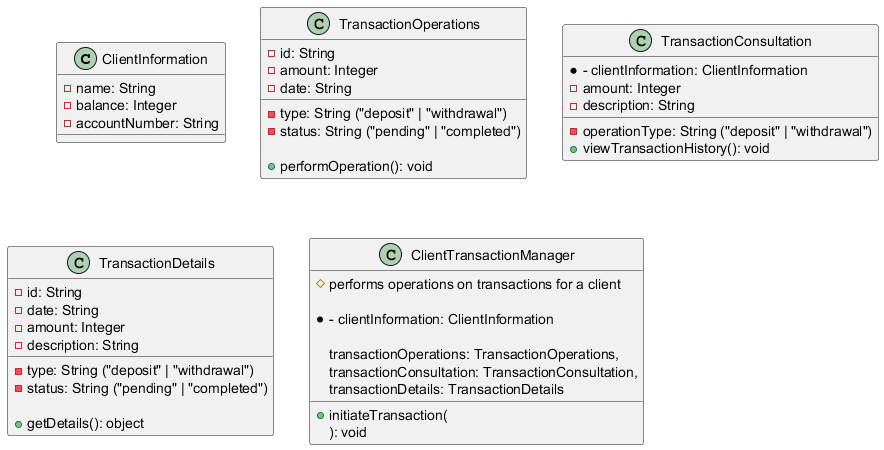 C ClientInformation
name: String
balance: Integer
accountNumber: String
C TransactionOperations
id: String
amount: Integer
date: String
type: String ("deposit" | "withdrawal")
status: String ("pending" | "completed")
performOperation(): void
C TransactionConsultation
- clientInformation: ClientInformation
amount: Integer
description: String
operationType: String ("deposit" | "withdrawal")
viewTransactionHistory(): void
C TransactionDetails
id: String
date: String
amount: Integer
description: String
type: String ("deposit" | "withdrawal")
status: String ("pending" | "completed")
getDetails(): object
C ClientTransactionManager
performs operations on transactions for a client
- clientInformation: ClientInformation
transactionOperations: TransactionOperations,
transactionConsultation: TransactionConsultation,
transactionDetails: TransactionDetails
initiateTransaction(
): void